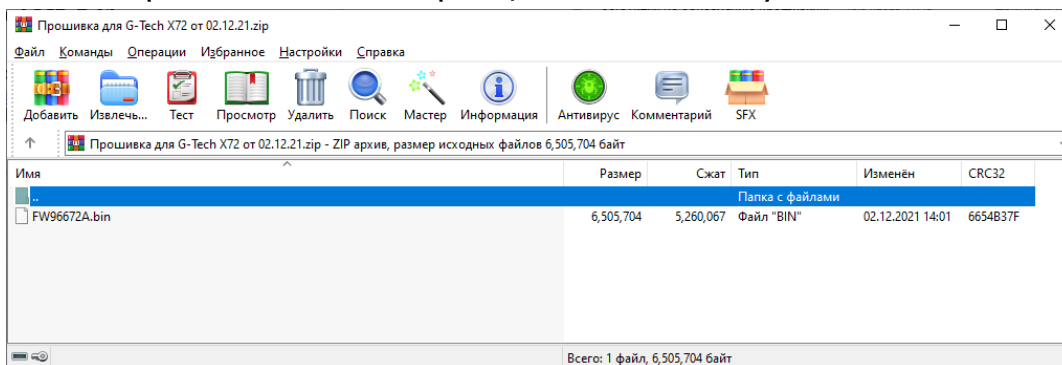 Прошивка для G-Tech X72 от 02.12.21.zip
Файл Команды Операции Избранное Настройки Справка
Добавить Извлечь... Тест Просмотр Удалить Поиск Мастер Информация Антивирус Комментарий SFX
Прошивка для G-Tech X72 от 02.12.21.zip - ZIP архив, размер исходных файлов 6,505,704 байт
Имя Размер Сжат Тип Изменён CRC32
.. Папка с файлами
FW96672A.bin 6,505,704 5,260,067 Файл "BIN" 02.12.2021 14:01 6654B37F
Всего: 1 файл, 6,505,704 байт